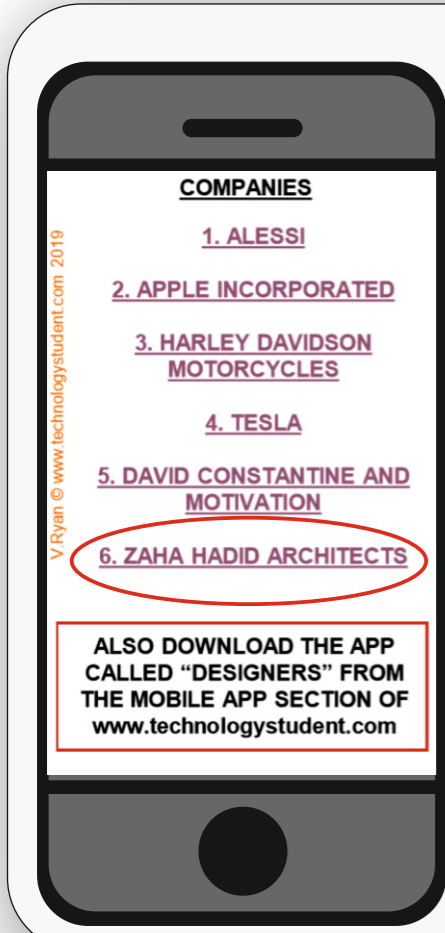 COMPANIES
1. ALESSI
2. APPLE INCORPORATED
3. HARLEY DAVIDSON
MOTORCYCLES
4. TESLA
5. DAVID CONSTANTINE AND
MOTIVATION
6. ZAHA HADID ARCHITECTS
ALSO DOWNLOAD THE APP
CALLED “DESIGNERS” FROM
THE MOBILE APP SECTION OF
www.technologystudent.com
V.Ryan © www.technologystudent.com 2019